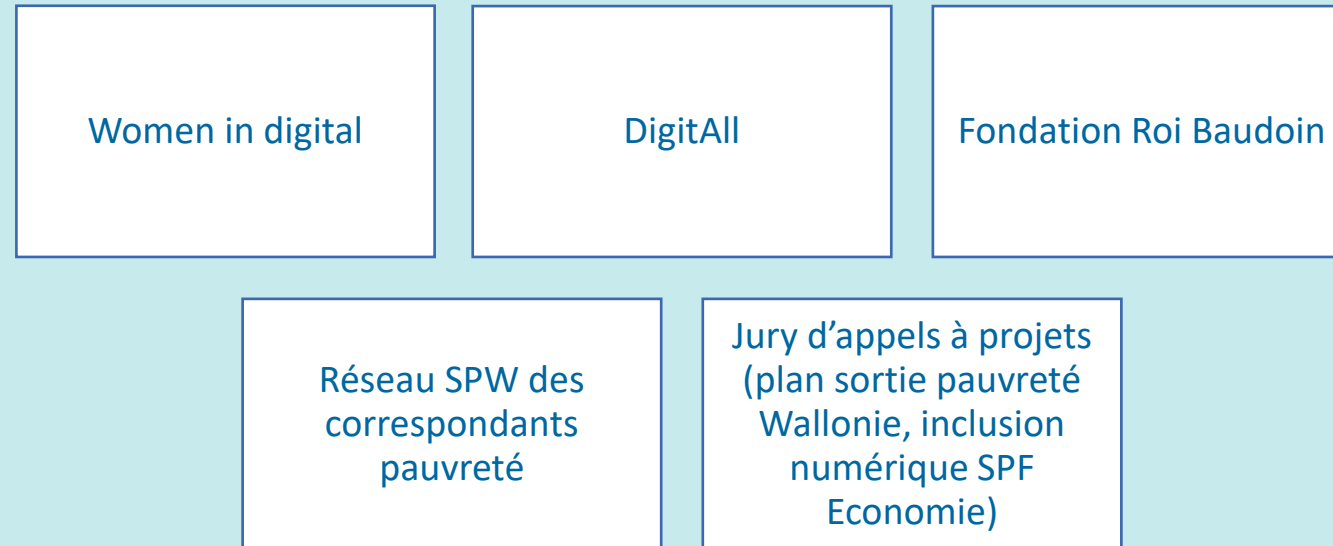 Women in digital
DigitAll
Fondation Roi Baudoin
Réseau SPW des
correspondants
pauvreté
Jury d’appels à projets
(plan sortie pauvreté
Wallonie, inclusion
numérique SPF
Economie)